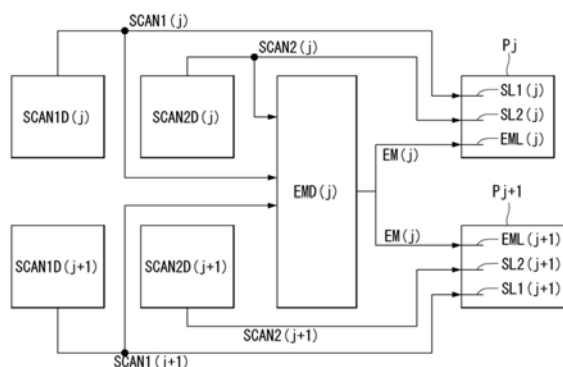 SCAN1(j)
SCAN2(j)
Pj
SCAN1D(j)
SCAN2D(j)
SL1(j)
SL2(j)
EML(j)
EM(j)
EMD(j)
Pj+1
EM(j)
SCAN1D(j+1)
SCAN2D(j+1)
EML(j+1)
SL2(j+1)
SL1(j+1)
SCAN2(j+1)
SCAN1(j+1)